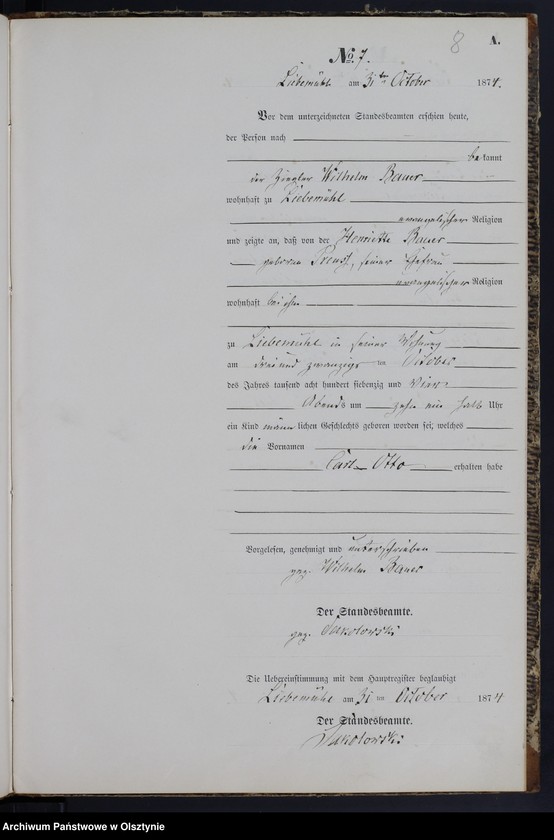 8 A.
No 7.
Liebemühl am 31ten October 1874.
Vor dem unterzeichneten Standesbeamten erschien heute,
der Person nach
bekannt
der Ziegler Wilhelm Bauer
wohnhaft zu Liebemühl
evangelischer Religion
und zeigte an, daß von der Henriette Bauer
geborene Preuß, seiner Ehefrau
evangelischer Religion
wohnhaft bei ihm
zu Liebemühl in seiner Wohnung
am drei und zwanzigsten October
des Jahres tausend acht hundert siebenzig und vier
Abends um zehn ein halb Uhr
ein Kind männlichen Geschlechts geboren worden sei, welches
die Vornamen
Carl Otto erhalten habe
Vorgelesen, genehmigt und unterschrieben
gez. Wilhelm Bauer
Der Standesbeamte.
gez. Sakolowski
Die Uebereinstimmung mit dem Hauptregister beglaubigt
Liebemühl am 31 ten October 1874
Der Standesbeamte.
Sakolowski
Archiwum Państwowe w Olsztynie